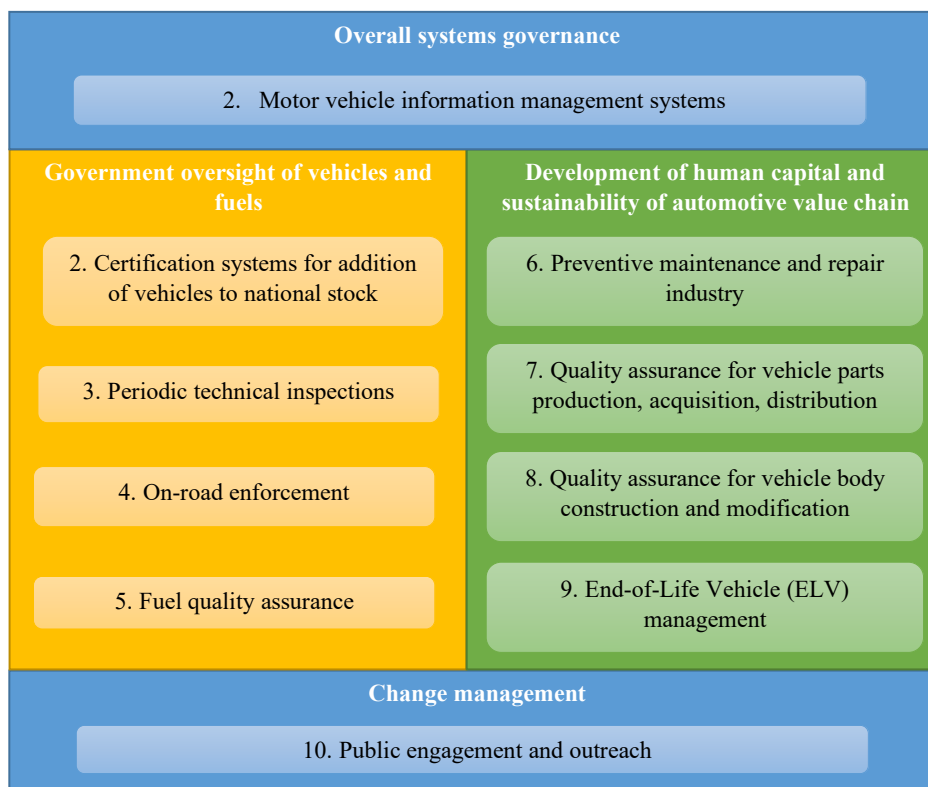 Overall systems governance
2. Motor vehicle information management systems
Government oversight of vehicles and
fuels
2. Certification systems for addition
of vehicles to national stock
3. Periodic technical inspections
4. On-road enforcement
5. Fuel quality assurance
Development of human capital and
sustainability of automotive value chain
6. Preventive maintenance and repair
industry
7. Quality assurance for vehicle parts
production, acquisition, distribution
8. Quality assurance for vehicle body
construction and modification
9. End-of-Life Vehicle (ELV)
management
Change management
10. Public engagement and outreach